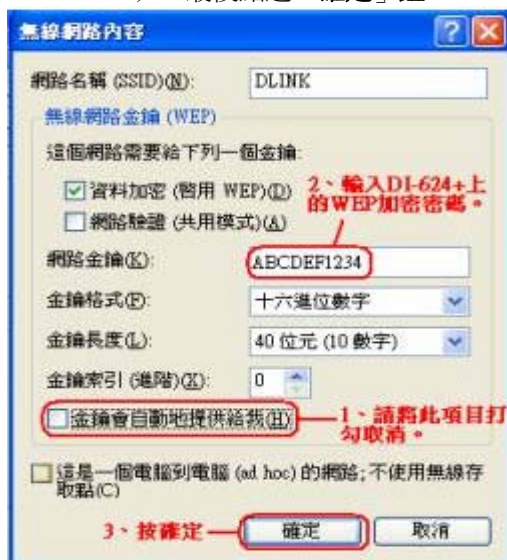 無線網路內容
網路名稱 (SSID)(N): DLINK
無線網路金鑰 (WEP)
這個網路需要給下列一個金鑰:
資料加密 (啟用 WEP)(D)
2、輸入DI-624+上
的WEP加密密碼。
網路驗證 (共用模式)(A)
網路金鑰(K): ABCDEF1234
金鑰格式(F): 十六進位數字
金鑰長度(L): 40 位元 (10 數字)
金鑰索引 (進階)(X): 0
金鑰會自動地提供給我(H)
1、請將此項目打
勾取消。
這是一個電腦到電腦 (ad hoc) 的網路;不使用無線存
取點(C)
3、按確定
確定 取消